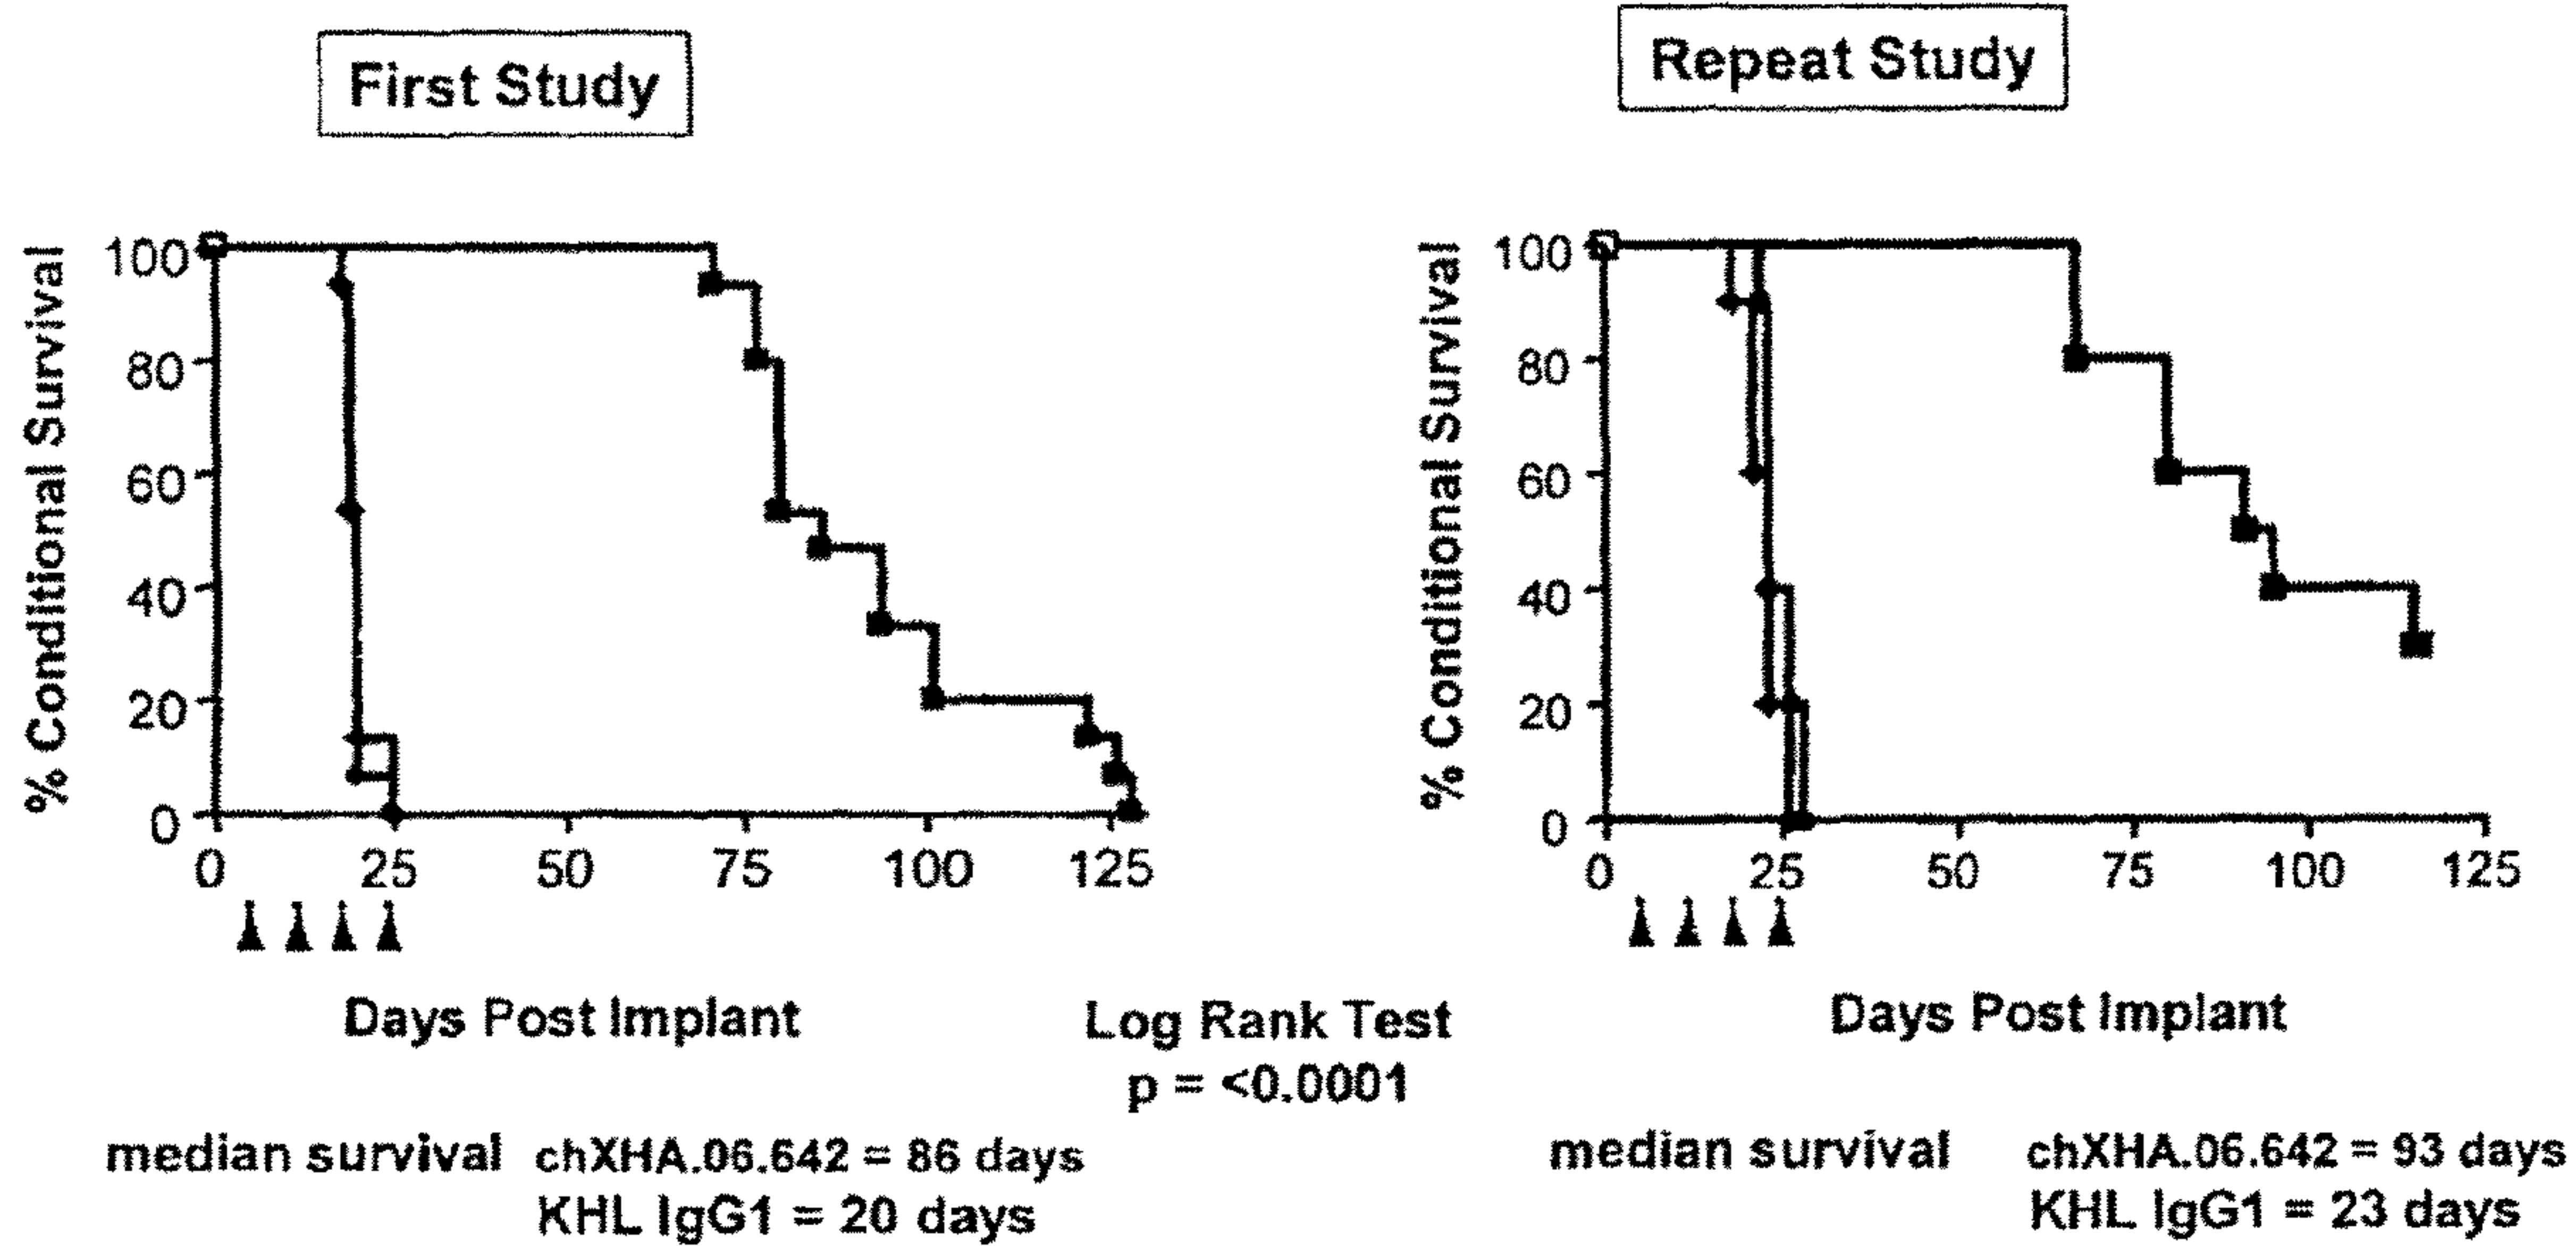 First Study
% Conditional Survival
100
80
60
40
20
0
0 25 50 75 100 125
Days Post Implant
Repeat Study
% Conditional Survival
100
80
60
40
20
0
0 25 50 75 100 125
Days Post Implant
Log Rank Test
p = <0.0001
median survival chXHA.06.642 = 86 days
KHL IgG1 = 20 days
median survival chXHA.06.642 = 93 days
KHL IgG1 = 23 days